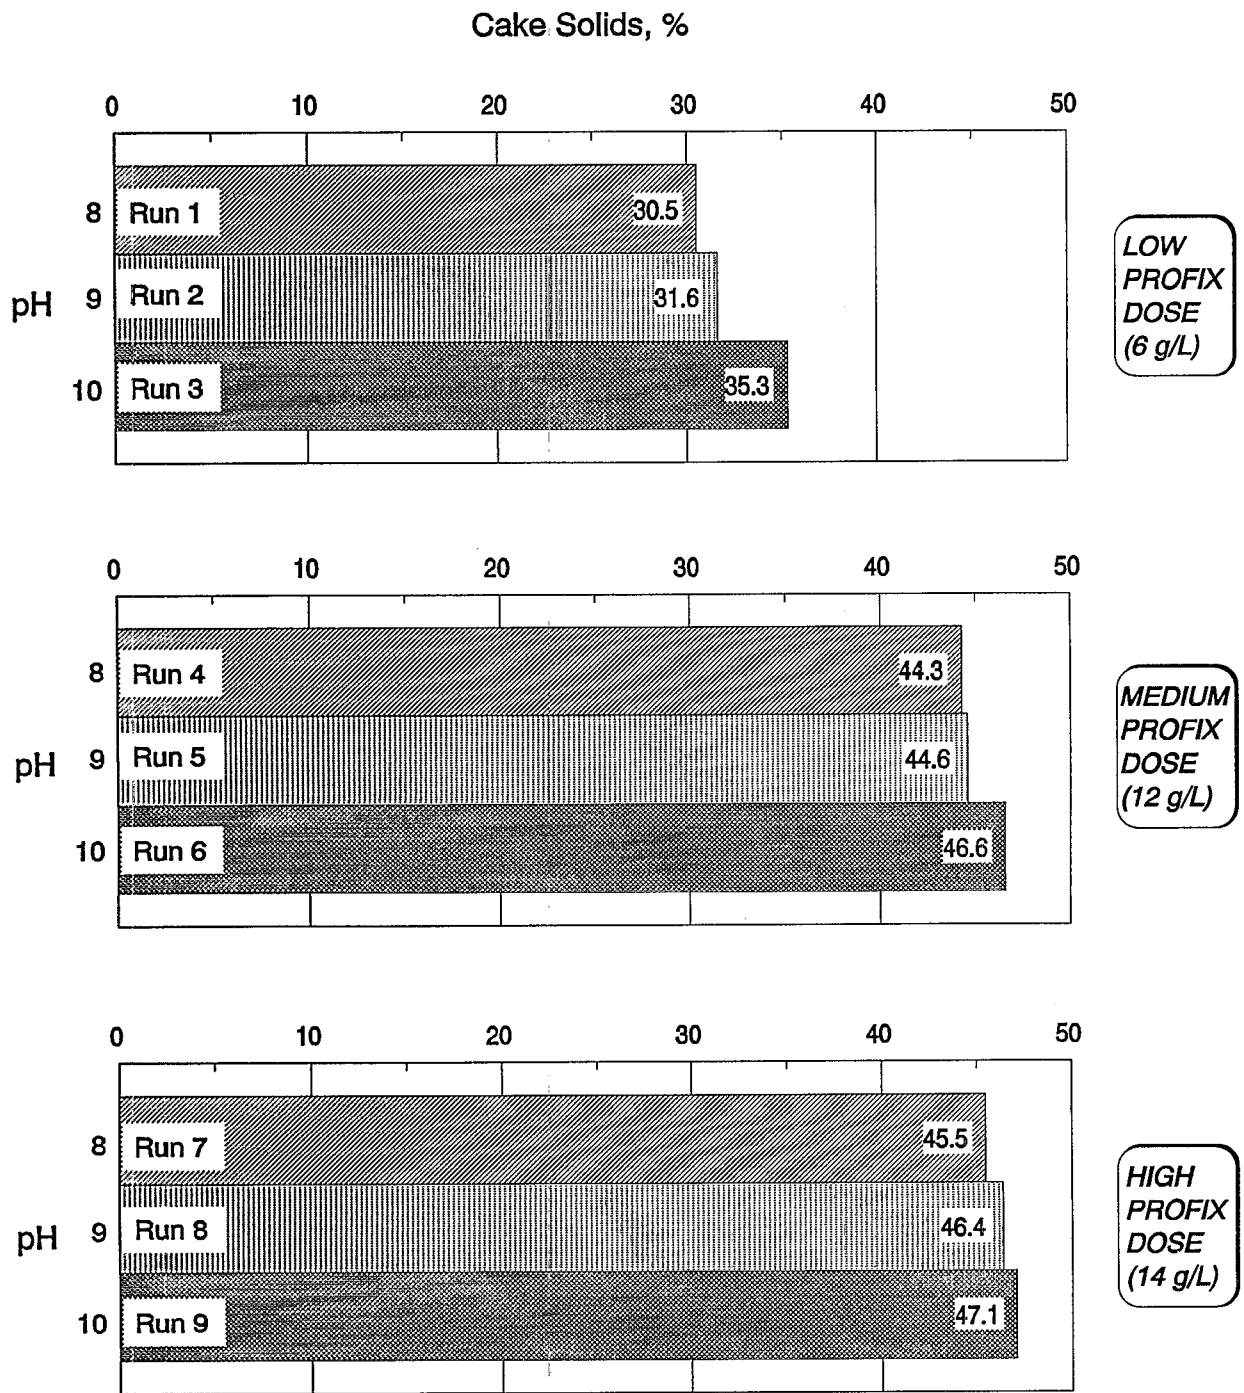 Cake Solids, %
0 10 20 30 40 50
8 Run 1 30.5
pH 9 Run 2 31.6
10 Run 3 35.3
LOW
PROFIX
DOSE
(6 g/L)
0 10 20 30 40 50
8 Run 4 44.3
pH 9 Run 5 44.6
10 Run 6 46.6
MEDIUM
PROFIX
DOSE
(12 g/L)
0 10 20 30 40 50
8 Run 7 45.5
pH 9 Run 8 46.4
10 Run 9 47.1
HIGH
PROFIX
DOSE
(14 g/L)